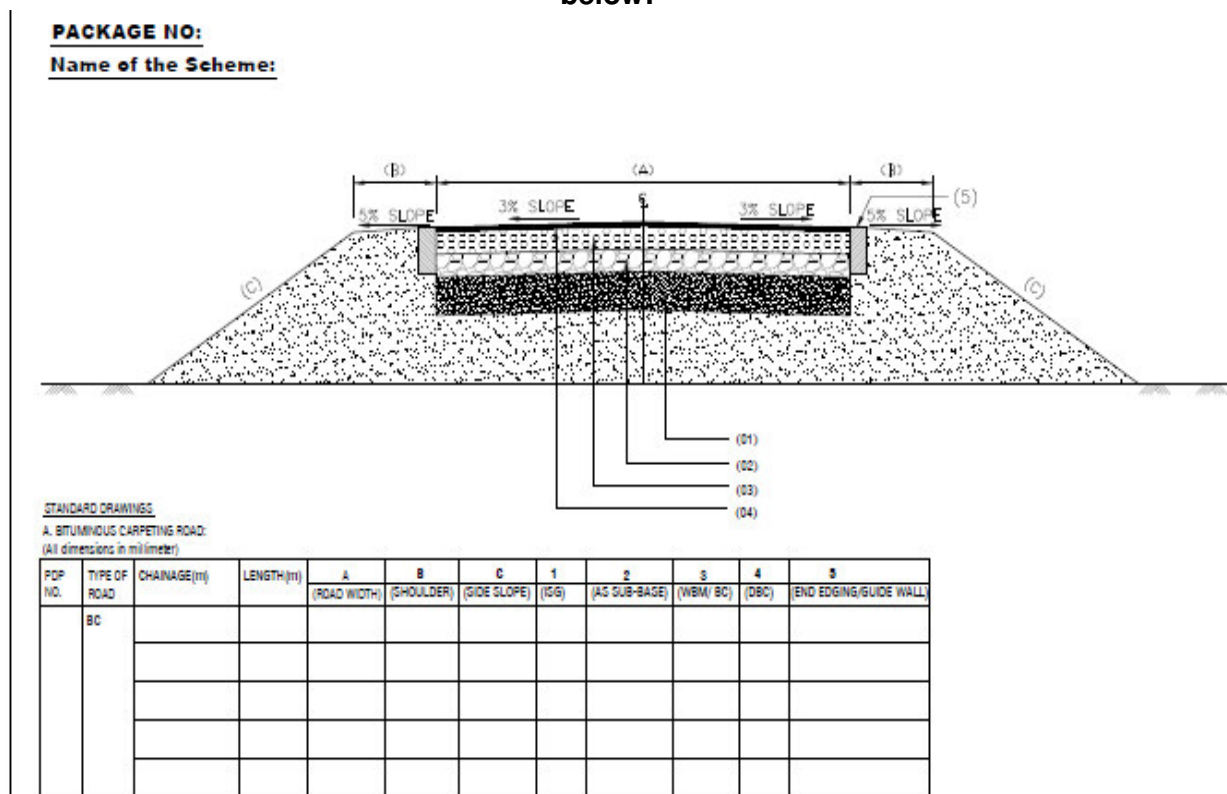 below:
PACKAGE NO:
Name of the Scheme:
(B) (A) (B)
5% SLOPE 3% SLOPE ℄ 3% SLOPE 5% SLOPE (5)
(C) (C)
(01)
(02)
(03)
(04)
STANDARD DRAWINGS
A. BITUMINOUS CARPETING ROAD:
(All dimensions in millimeter)
PDP NO. TYPE OF ROAD CHAINAGE(m) LENGTH(m) A (ROAD WIDTH) B (SHOULDER) C (SIDE SLOPE) 1 (ISG) 2 (AS SUB-BASE) 3 (WBM/ BC) 4 (DBC) 5 (END EDGING/GUIDE WALL)
BC